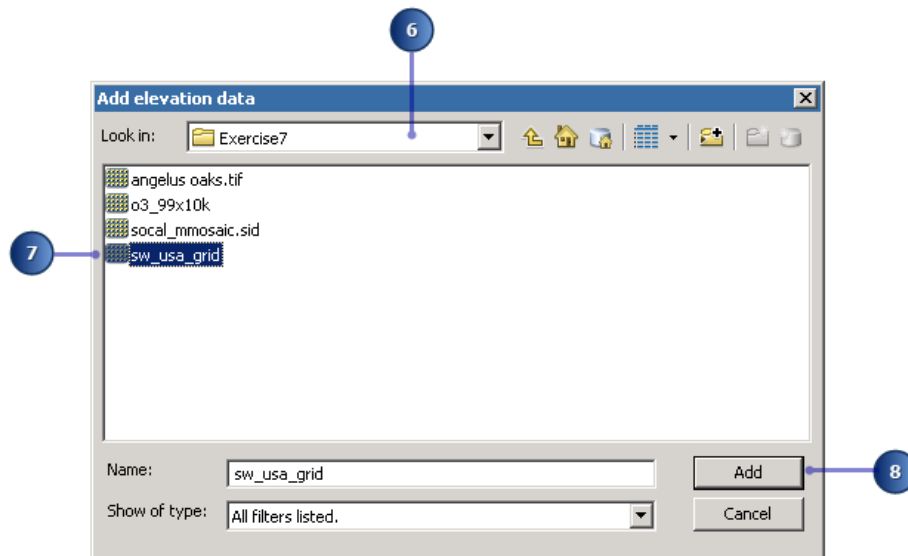 6
Add elevation data
Look in: Exercise7
angelus oaks.tif
o3_99x10k
socal_mmosaic.sid
7 sw_usa_grid
Name: sw_usa_grid Add 8
Show of type: All filters listed. Cancel